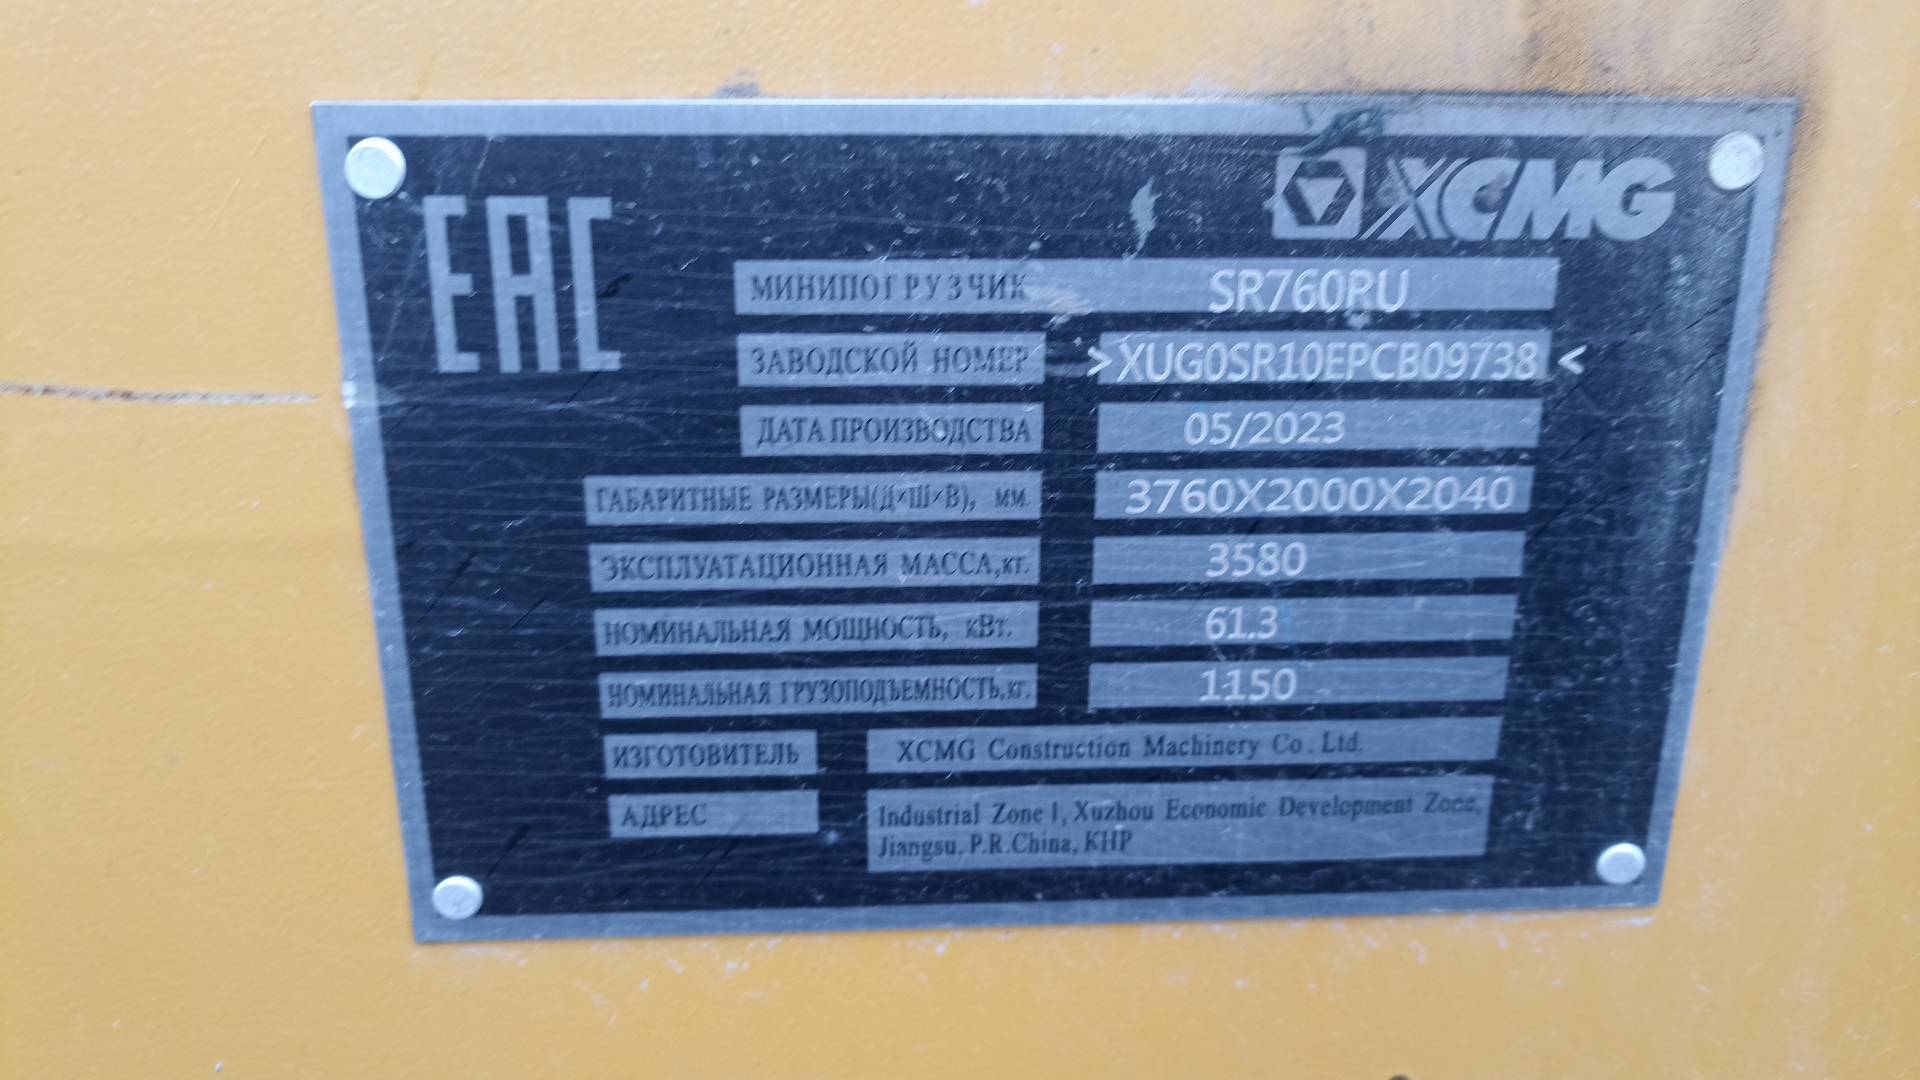 EAC
XCMG
МИНИПОГРУЗЧИК SR760RU
ЗАВОДСКОЙ НОМЕР >XUG0SR10EPCB09738<
ДАТА ПРОИЗВОДСТВА 05/2023
ГАБАРИТНЫЕ РАЗМЕРЫ(Д×Ш×В), мм. 3760X2000X2040
ЭКСПЛУАТАЦИОННАЯ МАССА,кг. 3580
НОМИНАЛЬНАЯ МОЩНОСТЬ, кВт. 61.3
НОМИНАЛЬНАЯ ГРУЗОПОДЪЕМНОСТЬ,кг. 1150
ИЗГОТОВИТЕЛЬ XCMG Construction Machinery Co. Ltd.
АДРЕС Industrial Zone 1, Xuzhou Economic Development Zone,
Jiangsu, P.R.China, КНР